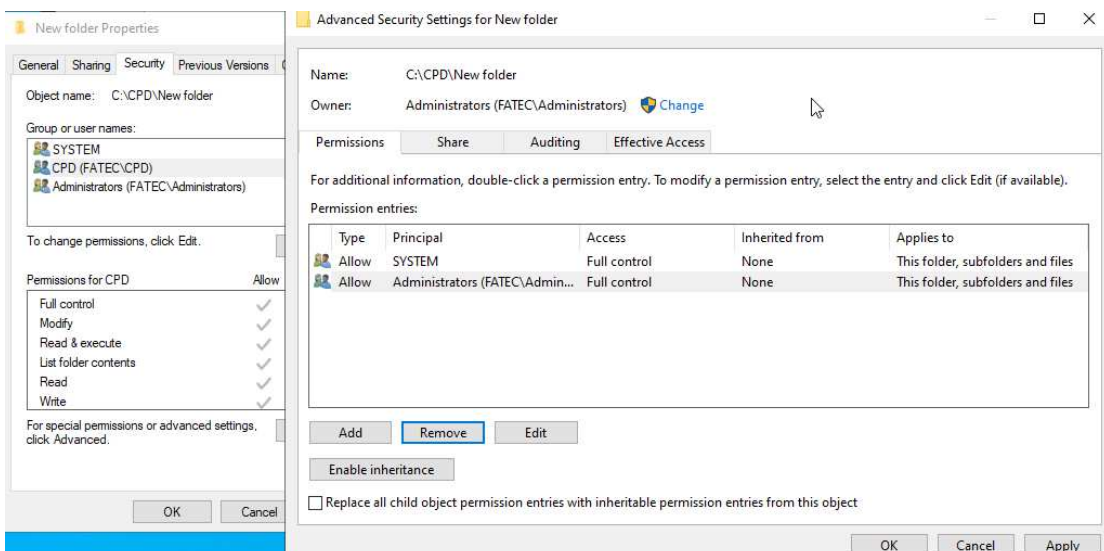 New folder Properties
General Sharing Security Previous Versions
Object name: C:\CPD\New folder
Group or user names:
SYSTEM
CPD (FATEC\CPD)
Administrators (FATEC\Administrators)
To change permissions, click Edit.
Permissions for CPD Allow
Full control
Modify
Read & execute
List folder contents
Read
Write
For special permissions or advanced settings,
click Advanced.
OK Cancel
Advanced Security Settings for New folder
Name: C:\CPD\New folder
Owner: Administrators (FATEC\Administrators) Change
Permissions Share Auditing Effective Access
For additional information, double-click a permission entry. To modify a permission entry, select the entry and click Edit (if available).
Permission entries:
Type Principal Access Inherited from Applies to
Allow SYSTEM Full control None This folder, subfolders and files
Allow Administrators (FATEC\Admin... Full control None This folder, subfolders and files
Add Remove Edit
Enable inheritance
Replace all child object permission entries with inheritable permission entries from this object
OK Cancel Apply